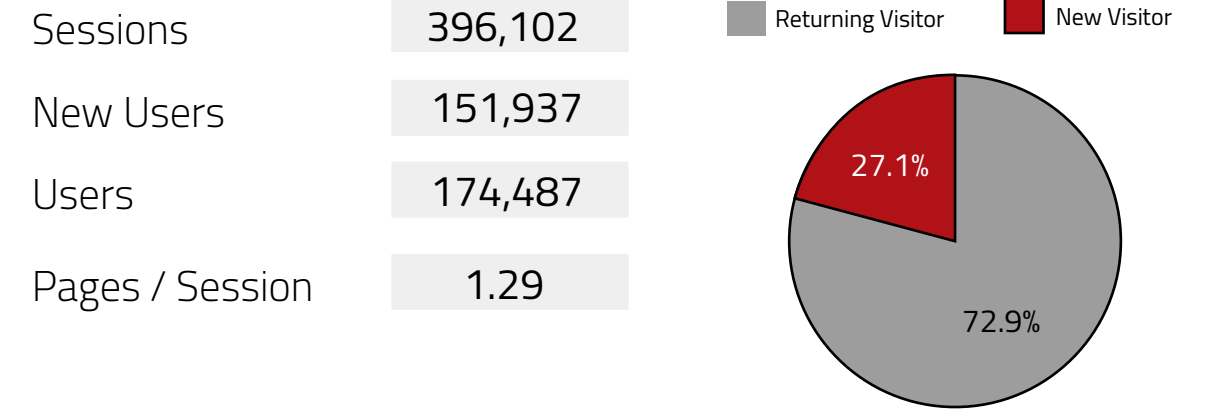 Sessions 396,102
New Users 151,937
Users 174,487
Pages / Session 1.29
Returning Visitor New Visitor
27.1%
72.9%